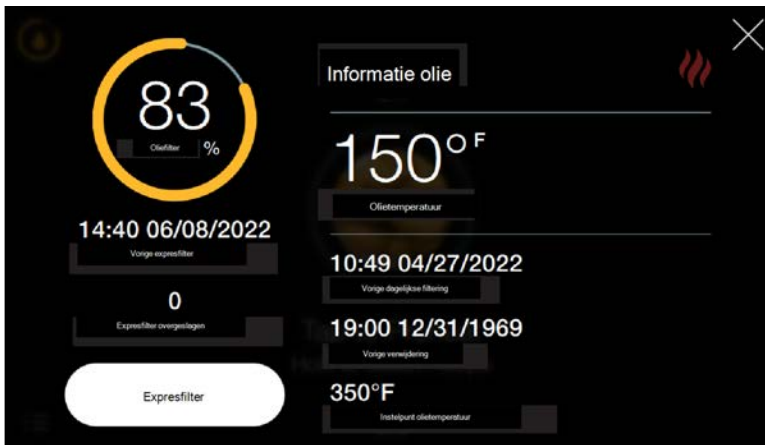 83
Oliefilter %
14:40 06/08/2022
Vorige expresfilter
0
Expresfilter overgeslagen
Expresfilter
Informatie olie
150°F
Olietemperatuur
10:49 04/27/2022
Vorige dagelijkse filtering
19:00 12/31/1969
Vorige verwijdering
350°F
Instelpunt olietemperatuur